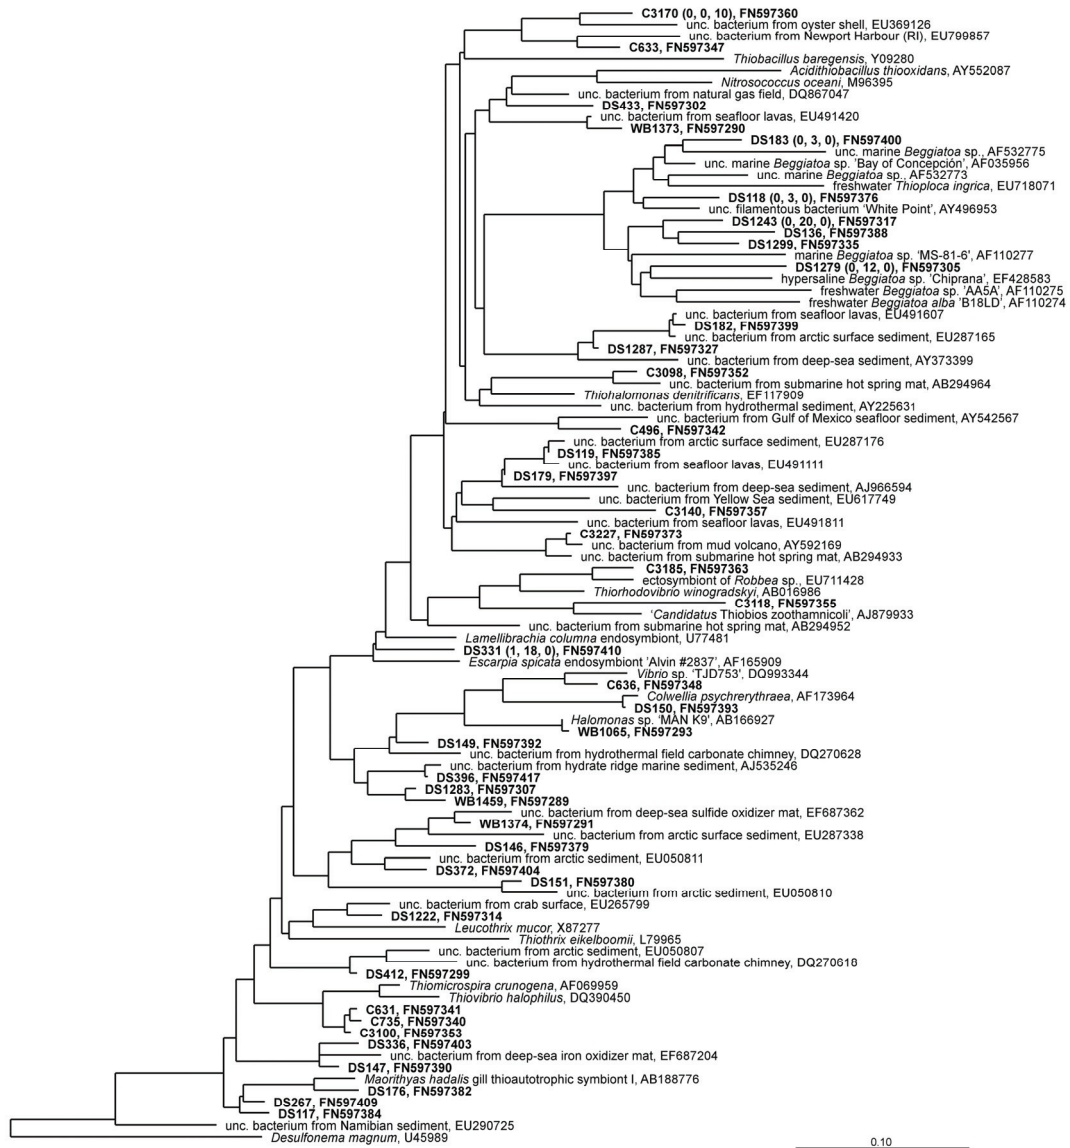 C3170 (0, 0, 10), FN597360
unc. bacterium from oyster shell, EU369126
unc. bacterium from Newport Harbour (RI), EU799857
C633, FN597347
Thiobacillus baregensis, Y09280
Acidithiobacillus thiooxidans, AY552087
Nitrosococcus oceani, M96395
unc. bacterium from natural gas field, DQ867047
DS433, FN597302
unc. bacterium from seafloor lavas, EU491420
WB1373, FN597290
DS183 (0, 3, 0), FN597400
unc. marine Beggiatoa sp., AF532775
unc. marine Beggiatoa sp. 'Bay of Concepción', AF035956
unc. marine Beggiatoa sp., AF532773
freshwater Thioploca ingrica, EU718071
DS118 (0, 3, 0), FN597376
unc. filamentous bacterium 'White Point', AY496953
DS1243 (0, 20, 0), FN597317
DS136, FN597388
DS1299, FN597335
marine Beggiatoa sp. 'MS-81-6', AF110277
DS1279 (0, 12, 0), FN597305
hypersaline Beggiatoa sp. 'Chiprana', EF428583
freshwater Beggiatoa sp. 'AA5A', AF110275
freshwater Beggiatoa alba 'B18LD', AF110274
unc. bacterium from seafloor lavas, EU491607
DS182, FN597399
unc. bacterium from arctic surface sediment, EU287165
DS1287, FN597327
unc. bacterium from deep-sea sediment, AY373399
C3098, FN597352
unc. bacterium from submarine hot spring mat, AB294964
Thiohalomonas denitrificans, EF117909
unc. bacterium from hydrothermal sediment, AY225631
unc. bacterium from Gulf of Mexico seafloor sediment, AY542567
C496, FN597342
unc. bacterium from arctic surface sediment, EU287176
DS119, FN597385
unc. bacterium from seafloor lavas, EU491111
DS179, FN597397
unc. bacterium from deep-sea sediment, AJ966594
unc. bacterium from Yellow Sea sediment, EU617749
C3140, FN597357
unc. bacterium from seafloor lavas, EU491811
C3227, FN597373
unc. bacterium from mud volcano, AY592169
unc. bacterium from submarine hot spring mat, AB294933
C3185, FN597363
ectosymbiont of Robbea sp., EU711428
Thiorhodovibrio winogradskyi, AB016986
C3118, FN597355
'Candidatus Thiobios zoothamnicoli', AJ879933
unc. bacterium from submarine hot spring mat, AB294952
Lamellibrachia columna endosymbiont, U77481
DS331 (1, 18, 0), FN597410
Escarpia spicata endosymbiont 'Alvin #2837', AF165909
Vibrio sp. 'TJD753', DQ993344
C636, FN597348
Colwellia psychrerythraea, AF173964
DS150, FN597393
Halomonas sp. 'MAN K9', AB166927
WB1065, FN597293
DS149, FN597392
unc. bacterium from hydrothermal field carbonate chimney, DQ270628
unc. bacterium from hydrate ridge marine sediment, AJ535246
DS396, FN597417
DS1283, FN597307
WB1459, FN597289
unc. bacterium from deep-sea sulfide oxidizer mat, EF687362
WB1374, FN597291
unc. bacterium from arctic surface sediment, EU287338
DS146, FN597379
unc. bacterium from arctic sediment, EU050811
DS372, FN597404
DS151, FN597380
unc. bacterium from arctic sediment, EU050810
unc. bacterium from crab surface, EU265799
DS1222, FN597314
Leucothrix mucor, X87277
Thiothrix eikelboomii, L79965
unc. bacterium from arctic sediment, EU050807
unc. bacterium from hydrothermal field carbonate chimney, DQ270618
DS412, FN597299
Thiomicrospira crunogena, AF069959
Thiovibrio halophilus, DQ390450
C631, FN597341
C735, FN597340
C3100, FN597353
DS336, FN597403
unc. bacterium from deep-sea iron oxidizer mat, EF687204
DS147, FN597390
Maorithyas hadalis gill thioautotrophic symbiont I, AB188776
DS176, FN597382
DS267, FN597409
DS117, FN597384
unc. bacterium from Namibian sediment, EU290725
Desulfonema magnum, U45989
0.10